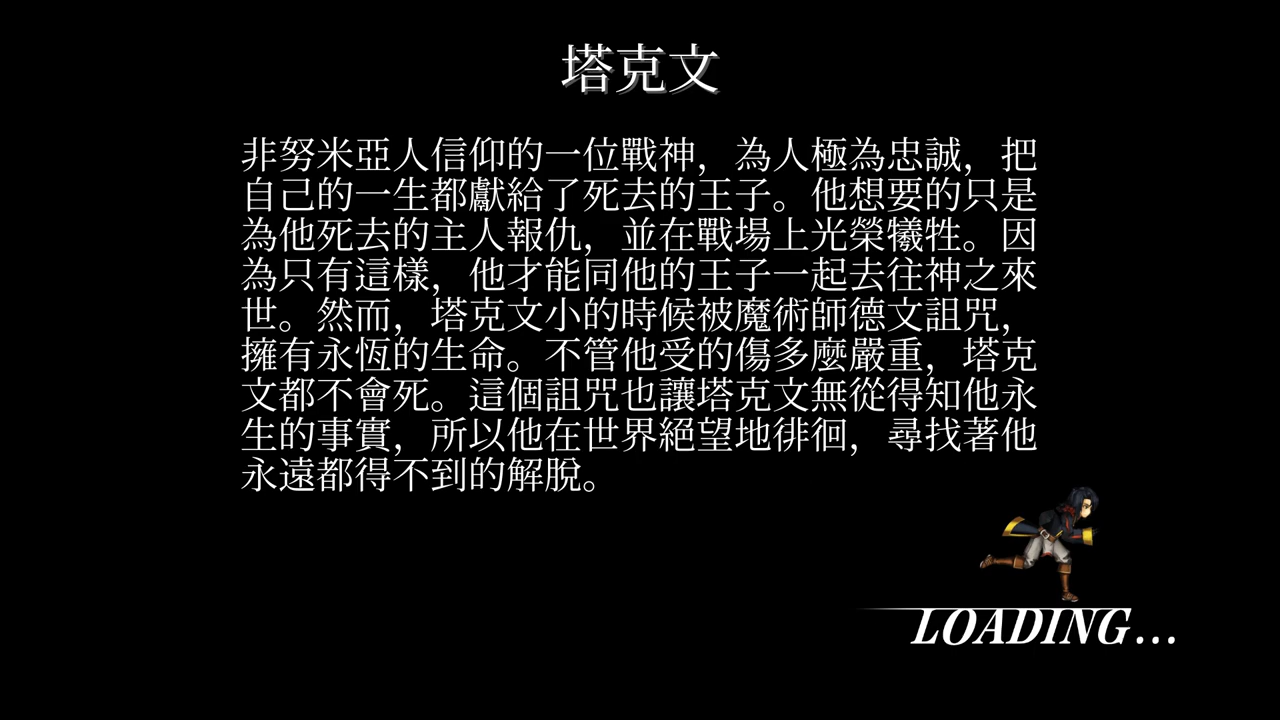 塔克文
非努米亞人信仰的一位戰神，為人極為忠誠，把
自己的一生都獻給了死去的王子。他想要的只是
為他死去的主人報仇，並在戰場上光榮犧牲。因
為只有這樣，他才能同他的王子一起去往神之來
世。然而，塔克文小的時候被魔術師德文詛咒，
擁有永恆的生命。不管他受的傷多麼嚴重，塔克
文都不會死。這個詛咒也讓塔克文無從得知他永
生的事實，所以他在世界絕望地徘徊，尋找著他
永遠都得不到的解脫。
LOADING...